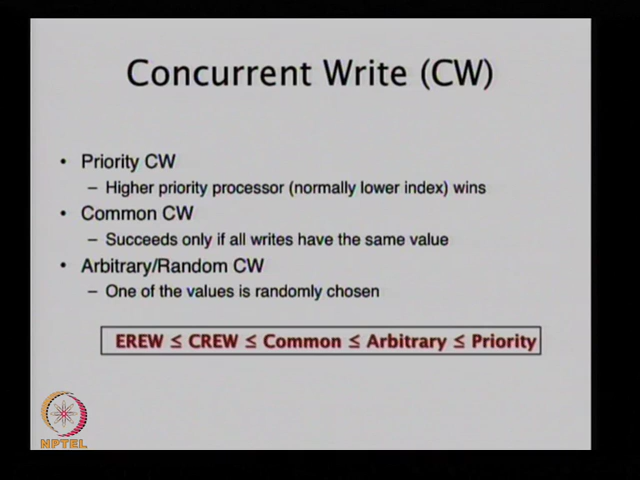 Concurrent Write (CW)
• Priority CW
– Higher priority processor (normally lower index) wins
• Common CW
– Succeeds only if all writes have the same value
• Arbitrary/Random CW
– One of the values is randomly chosen
EREW ≤ CREW ≤ Common ≤ Arbitrary ≤ Priority
NPTEL